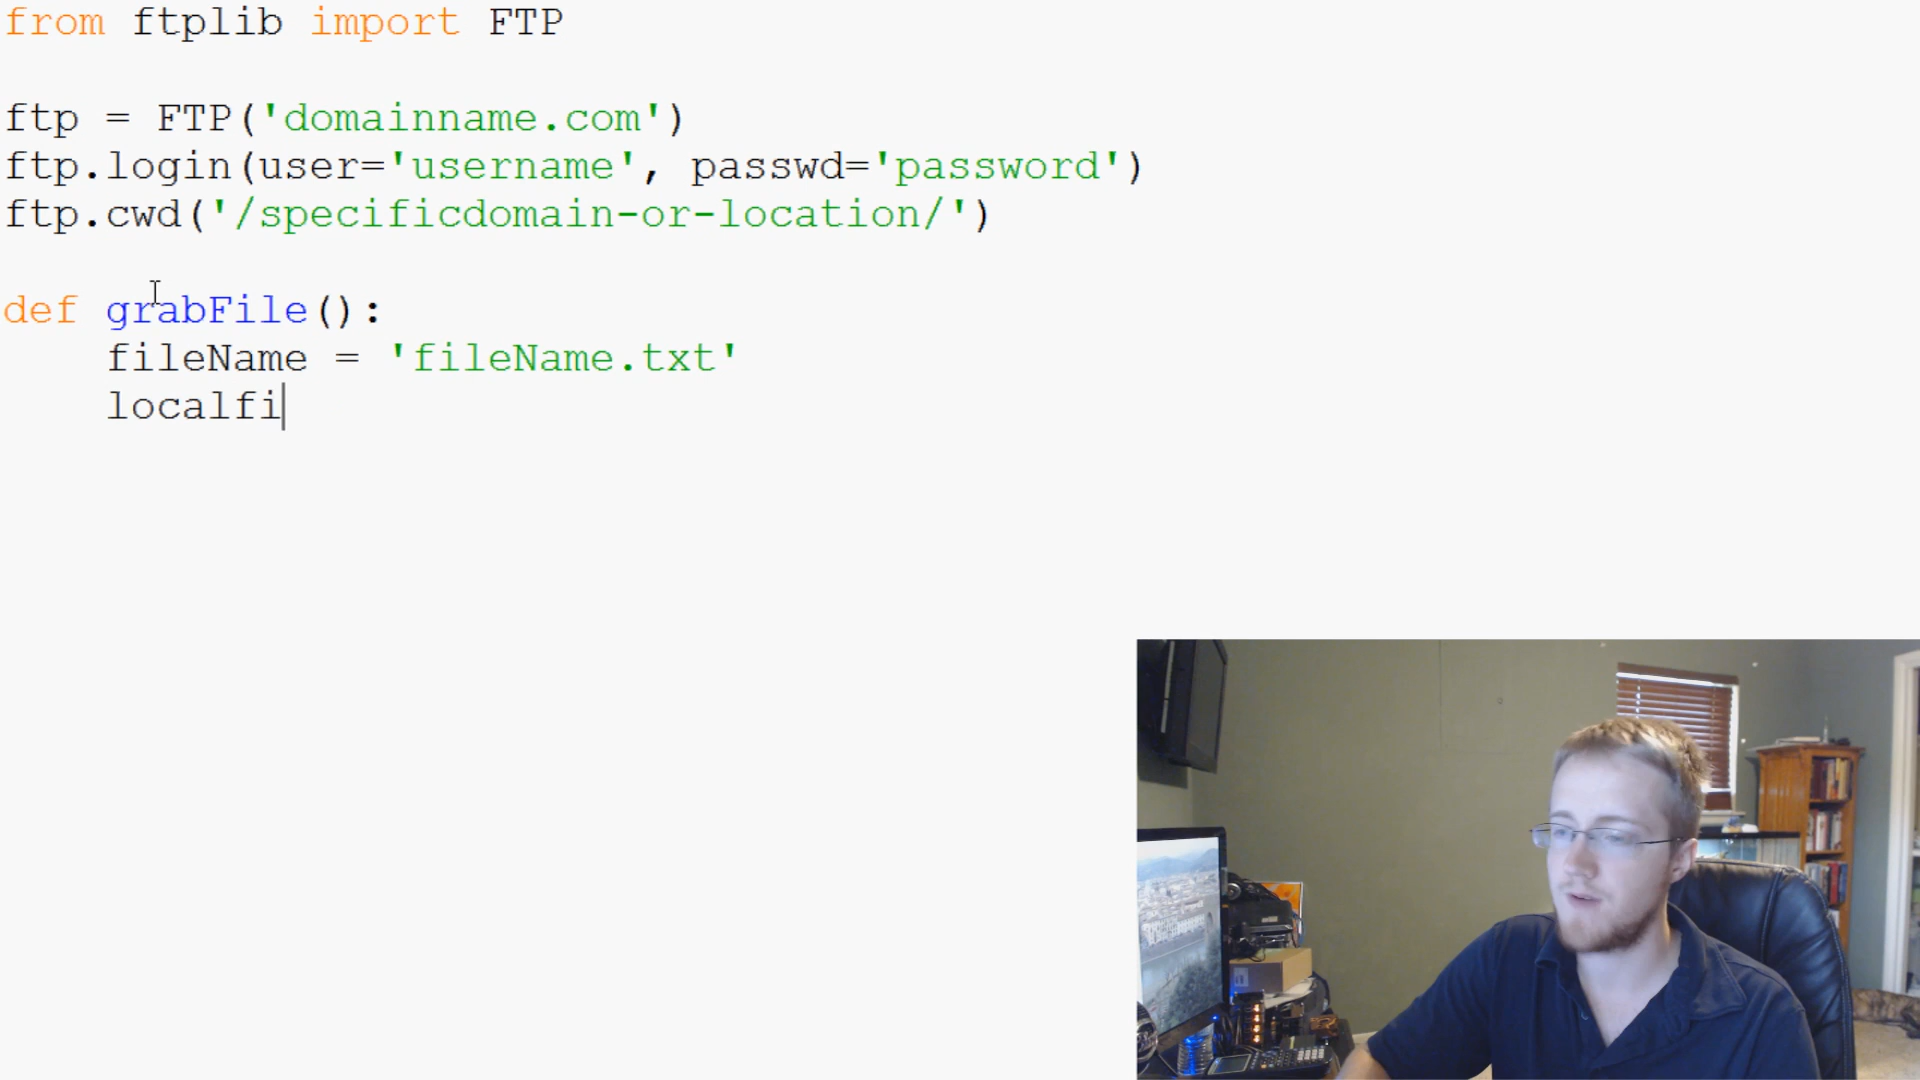 from ftplib import FTP
ftp = FTP('domainname.com')
ftp.login(user='username', passwd='password')
ftp.cwd('/specificdomain-or-location/')
def grabFile():
fileName = 'fileName.txt'
localfi